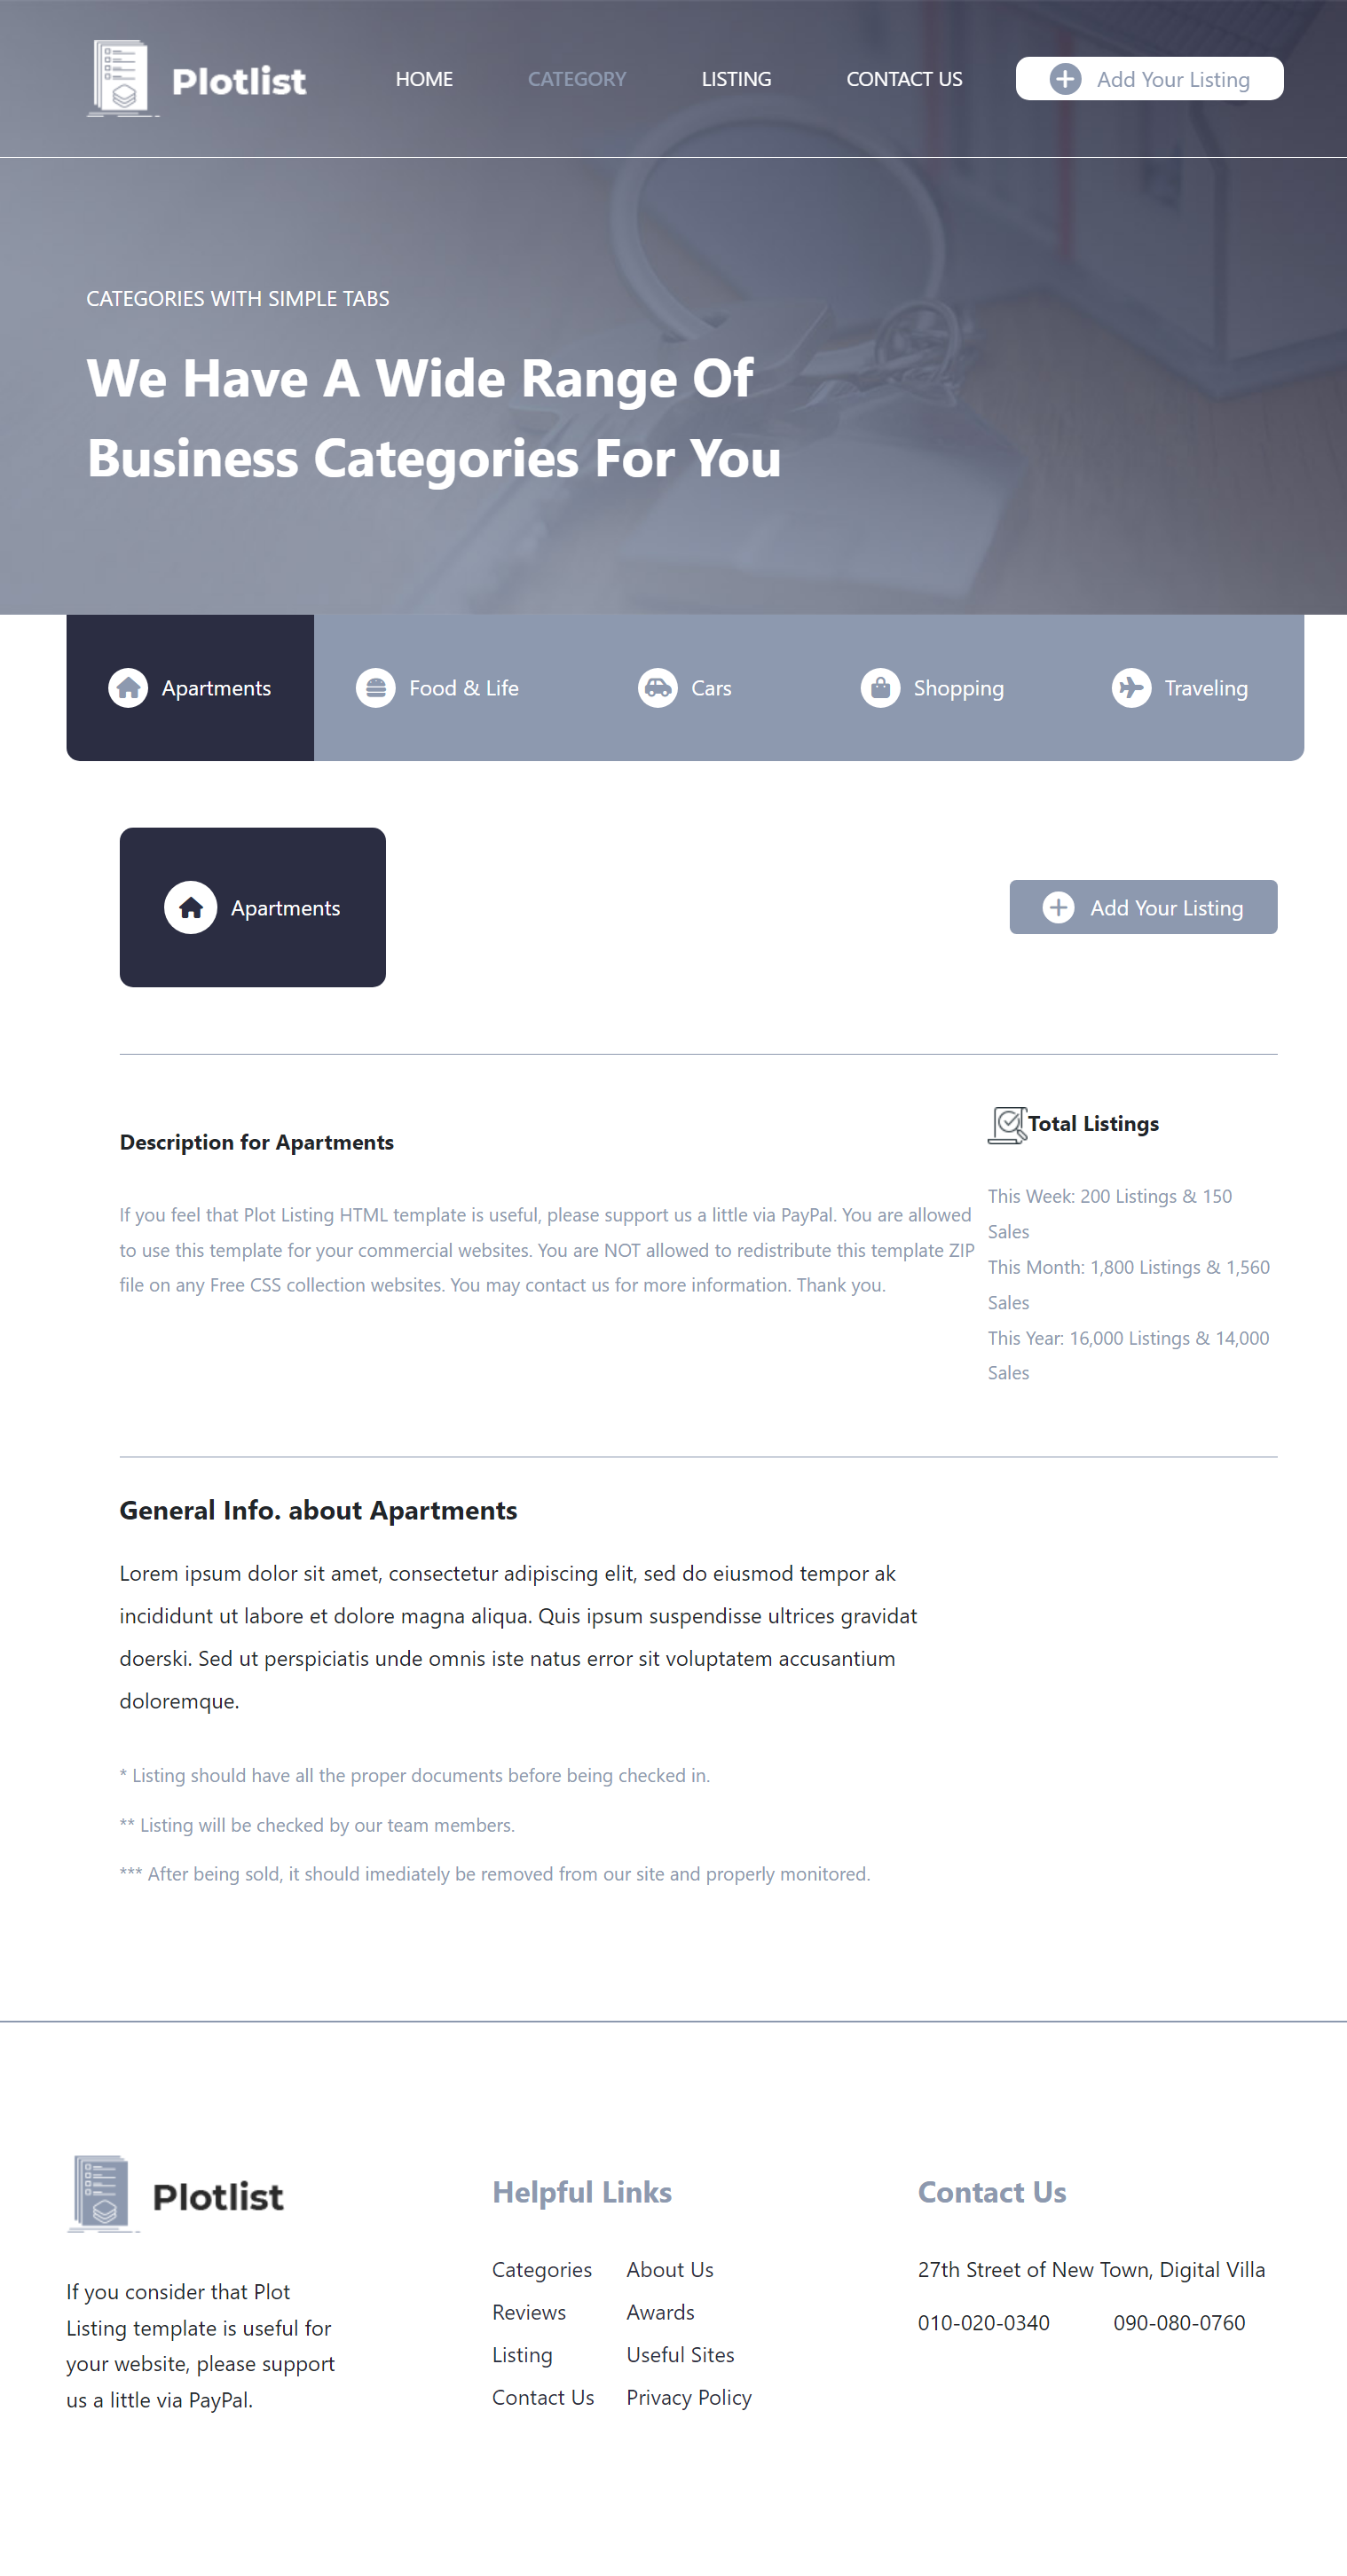 Plotlist
HOME
CATEGORY
LISTING
CONTACT US
Add Your Listing
CATEGORIES WITH SIMPLE TABS
We Have A Wide Range Of
Business Categories For You
Apartments
Food & Life
Cars
Shopping
Traveling
Apartments
Add Your Listing
Description for Apartments
If you feel that Plot Listing HTML template is useful, please support us a little via PayPal. You are allowed
to use this template for your commercial websites. You are NOT allowed to redistribute this template ZIP
file on any Free CSS collection websites. You may contact us for more information. Thank you.
Total Listings
This Week: 200 Listings & 150
Sales
This Month: 1,800 Listings & 1,560
Sales
This Year: 16,000 Listings & 14,000
Sales
General Info. about Apartments
Lorem ipsum dolor sit amet, consectetur adipiscing elit, sed do eiusmod tempor ak
incididunt ut labore et dolore magna aliqua. Quis ipsum suspendisse ultrices gravidat
doerski. Sed ut perspiciatis unde omnis iste natus error sit voluptatem accusantium
doloremque.
* Listing should have all the proper documents before being checked in.
** Listing will be checked by our team members.
*** After being sold, it should imediately be removed from our site and properly monitored.
Plotlist
If you consider that Plot
Listing template is useful for
your website, please support
us a little via PayPal.
Helpful Links
Categories
Reviews
Listing
Contact Us
About Us
Awards
Useful Sites
Privacy Policy
Contact Us
27th Street of New Town, Digital Villa
010-020-0340
090-080-0760